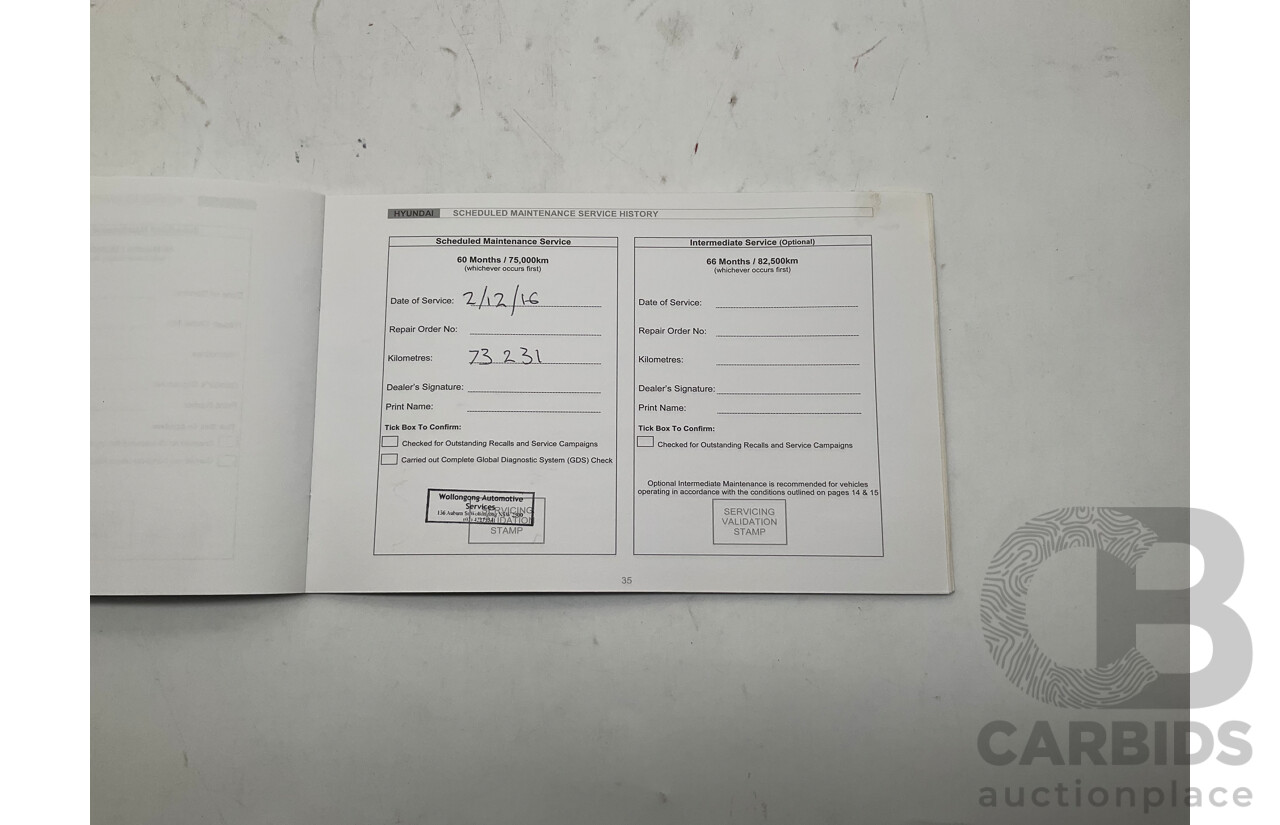 HYUNDAI SCHEDULED MAINTENANCE SERVICE HISTORY
Scheduled Maintenance Service
60 Months / 75,000km
(whichever occurs first)
Date of Service: 2/12/16
Repair Order No:
Kilometres: 73 231
Dealer's Signature:
Print Name:
Tick Box To Confirm:
Checked for Outstanding Recalls and Service Campaigns
Carried out Complete Global Diagnostic System (GDS) Check
Wollongong Automotive
Services
SERVICING
VALIDATION
STAMP
Intermediate Service (Optional)
66 Months / 82,500km
(whichever occurs first)
Date of Service:
Repair Order No:
Kilometres:
Dealer's Signature:
Print Name:
Tick Box To Confirm:
Checked for Outstanding Recalls and Service Campaigns
Optional Intermediate Maintenance is recommended for vehicles
operating in accordance with the conditions outlined on pages 14 & 15
SERVICING
VALIDATION
STAMP
35
CB
CARBIDS
auctionplace